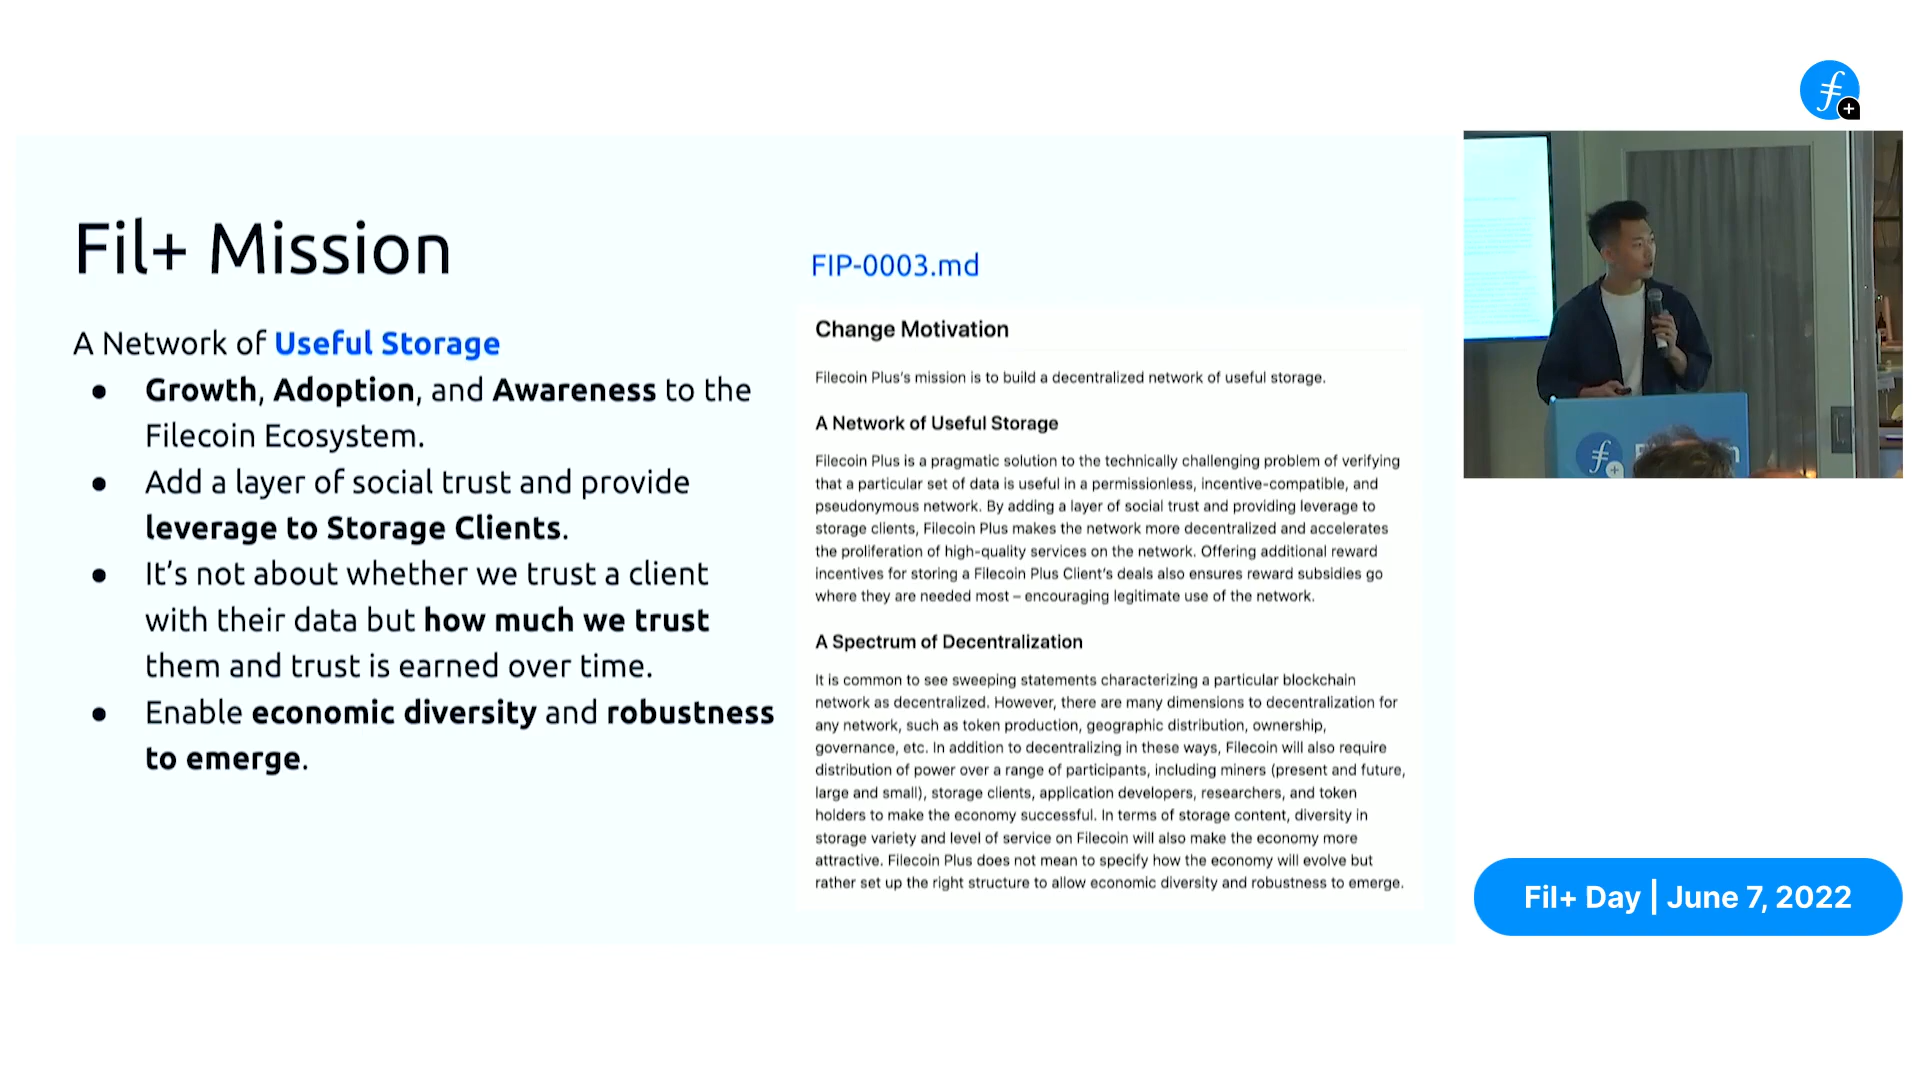 Fil+ Mission
A Network of Useful Storage
● Growth, Adoption, and Awareness to the
Filecoin Ecosystem.
● Add a layer of social trust and provide
leverage to Storage Clients.
● It’s not about whether we trust a client
with their data but how much we trust
them and trust is earned over time.
● Enable economic diversity and robustness
to emerge.
FIP-0003.md
Change Motivation
Filecoin Plus's mission is to build a decentralized network of useful storage.
A Network of Useful Storage
Filecoin Plus is a pragmatic solution to the technically challenging problem of verifying
that a particular set of data is useful in a permissionless, incentive-compatible, and
pseudonymous network. By adding a layer of social trust and providing leverage to
storage clients, Filecoin Plus makes the network more decentralized and accelerates
the proliferation of high-quality services on the network. Offering additional reward
incentives for storing a Filecoin Plus Client's deals also ensures reward subsidies go
where they are needed most – encouraging legitimate use of the network.
A Spectrum of Decentralization
It is common to see sweeping statements characterizing a particular blockchain
network as decentralized. However, there are many dimensions to decentralization for
any network, such as token production, geographic distribution, ownership,
governance, etc. In addition to decentralizing in these ways, Filecoin will also require
distribution of power over a range of participants, including miners (present and future,
large and small), storage clients, application developers, researchers, and token
holders to make the economy successful. In terms of storage content, diversity in
storage variety and level of service on Filecoin will also make the economy more
attractive. Filecoin Plus does not mean to specify how the economy will evolve but
rather set up the right structure to allow economic diversity and robustness to emerge.
Fil+ Day | June 7, 2022